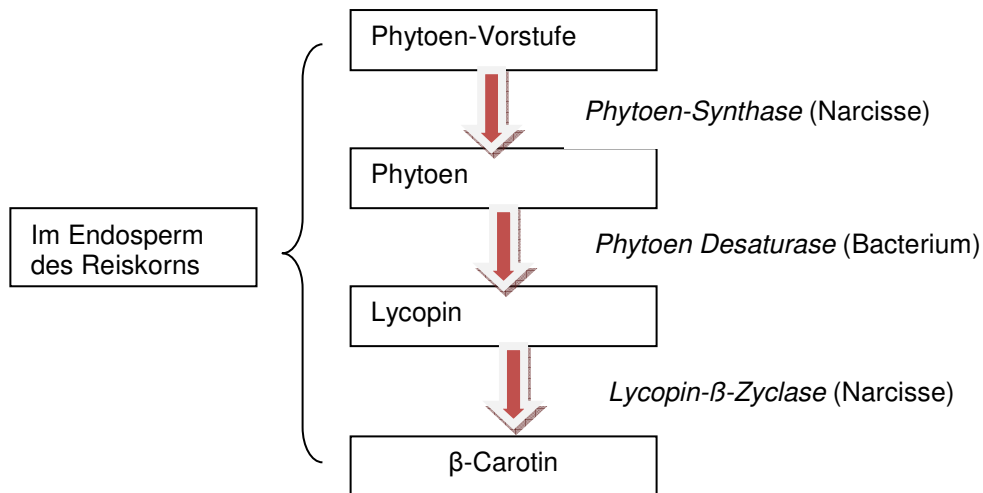 Phytoen-Vorstufe
Phytoen-Synthase (Narcisse)
Phytoen
Im Endosperm
des Reiskorns
Phytoen Desaturase (Bacterium)
Lycopin
Lycopin-ß-Zyclase (Narcisse)
β-Carotin